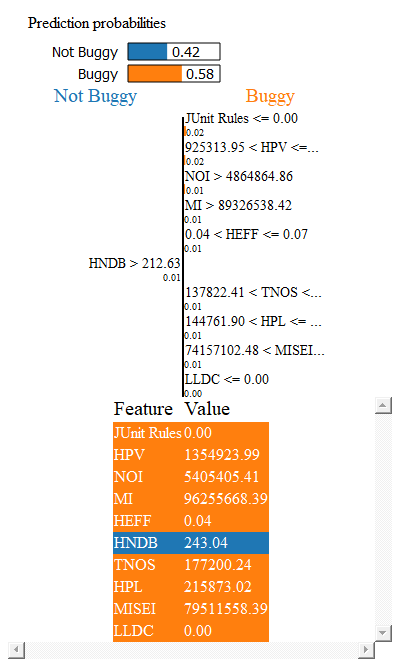 Prediction probabilities
Not Buggy 0.42
Buggy 0.58
Not Buggy Buggy
JUnit Rules <= 0.00
0.02
925313.95 < HPV <=...
0.02
NOI > 4864864.86
0.01
MI > 89326538.42
0.01
0.04 < HEFF <= 0.07
0.01
HNDB > 212.63
0.01
137822.41 < TNOS <...
0.01
144761.90 < HPL <= ...
0.01
74157102.48 < MISEI...
0.01
LLDC <= 0.00
0.00
Feature Value
JUnit Rules 0.00
HPV 1354923.99
NOI 5405405.41
MI 96255668.39
HEFF 0.04
HNDB 243.04
TNOS 177200.24
HPL 215873.02
MISEI 79511558.39
LLDC 0.00